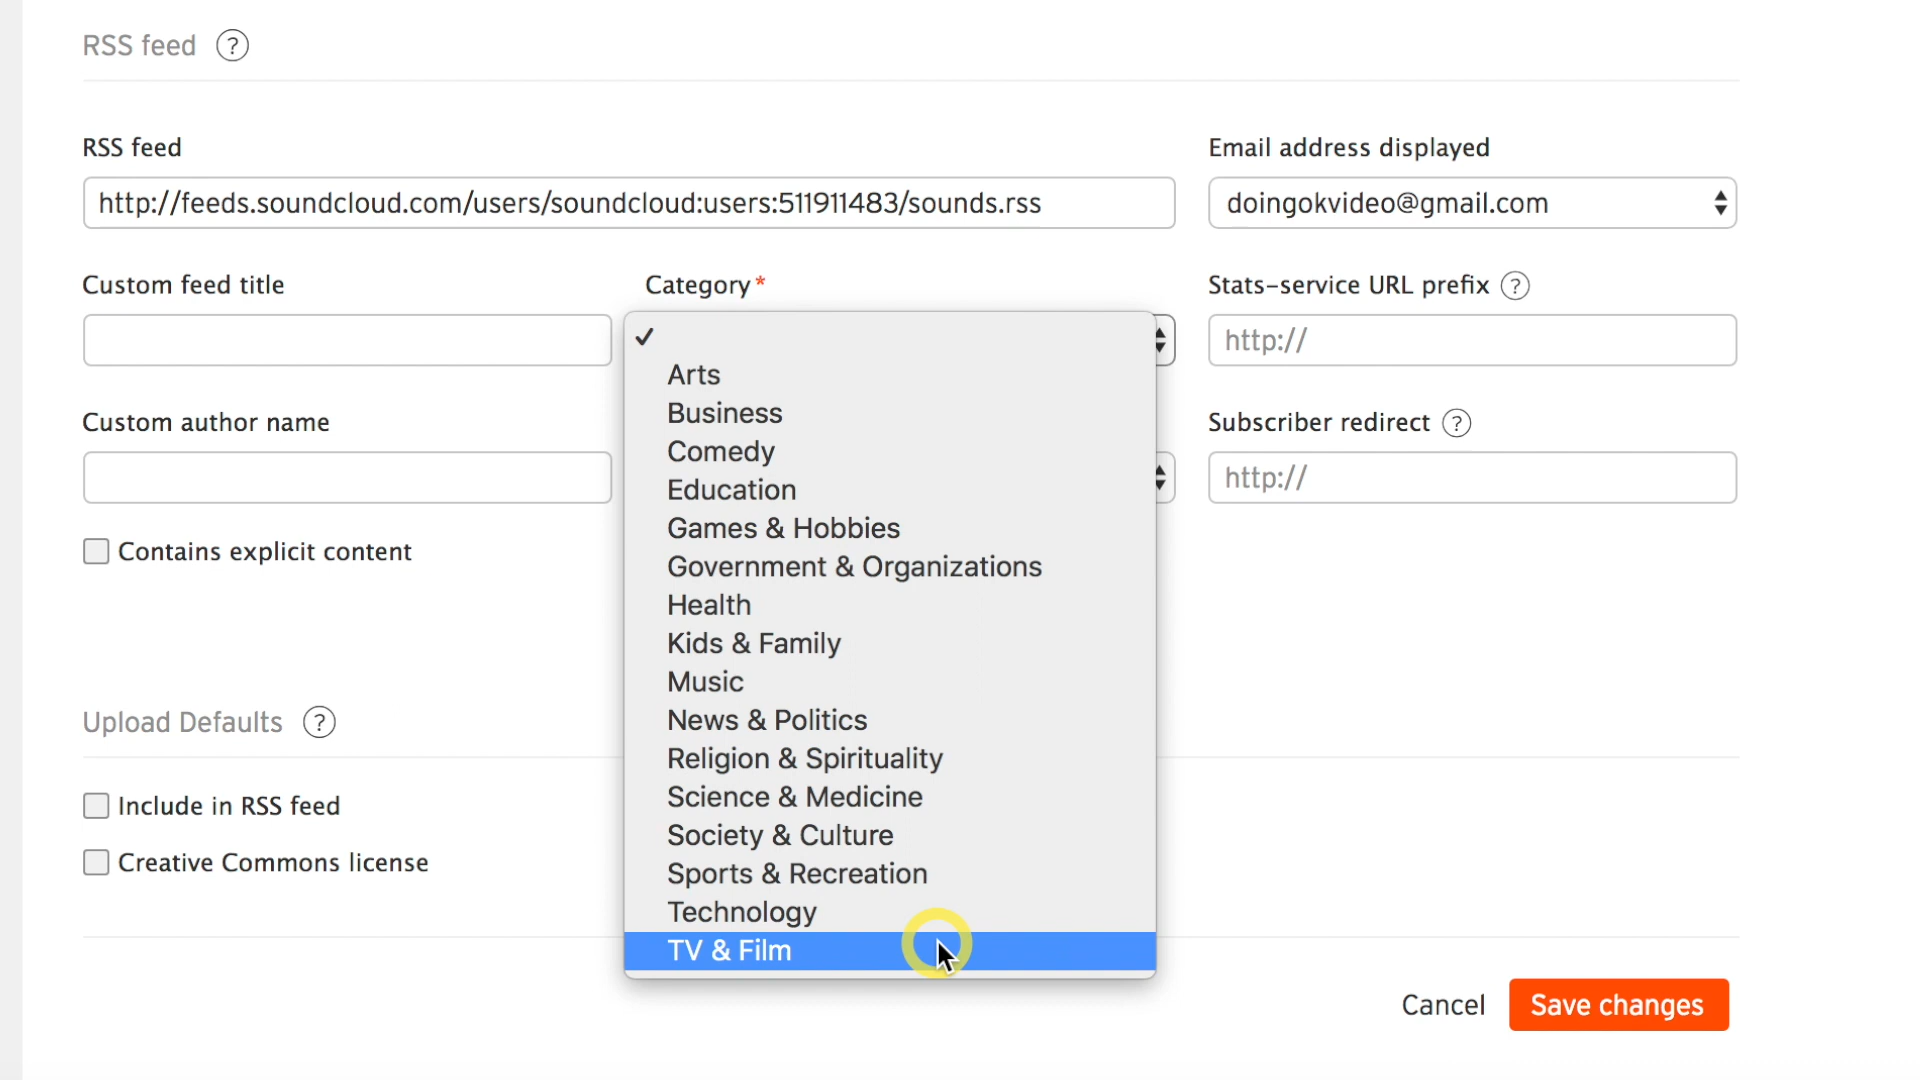 RSS feed ?
RSS feed
http://feeds.soundcloud.com/users/soundcloud:users:511911483/sounds.rss
Email address displayed
doingokvideo@gmail.com
Custom feed title
Category*
Stats-service URL prefix ?
http://
Custom author name
Subscriber redirect ?
http://
Contains explicit content
✓
Arts
Business
Comedy
Education
Games & Hobbies
Government & Organizations
Health
Kids & Family
Music
News & Politics
Religion & Spirituality
Science & Medicine
Society & Culture
Sports & Recreation
Technology
TV & Film
Upload Defaults ?
Include in RSS feed
Creative Commons license
Cancel
Save changes